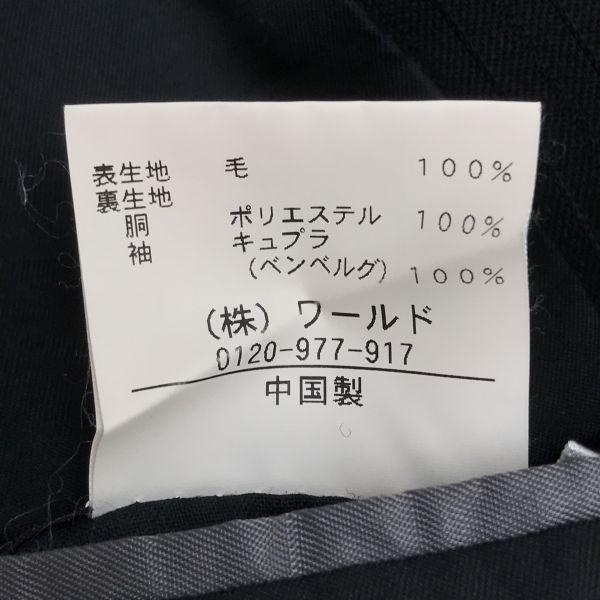 表生地 毛 100%
裏生地
胴 ポリエステル 100%
袖 キュプラ
(ベンベルグ) 100%
(株) ワールド
0120-977-917
中国製